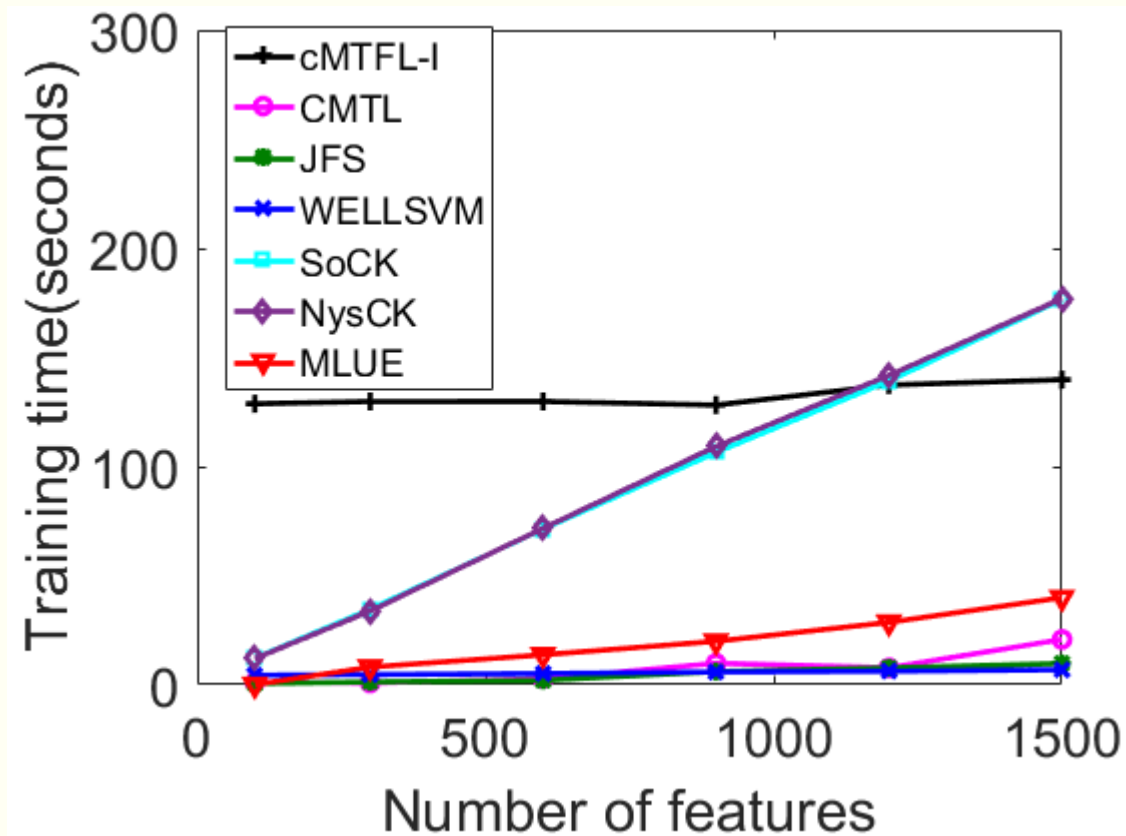 Training time(seconds)
300
200
100
0
cMTFL-I
CMTL
JFS
WELLSVM
SoCK
NysCK
MLUE
0 500 1000 1500
Number of features